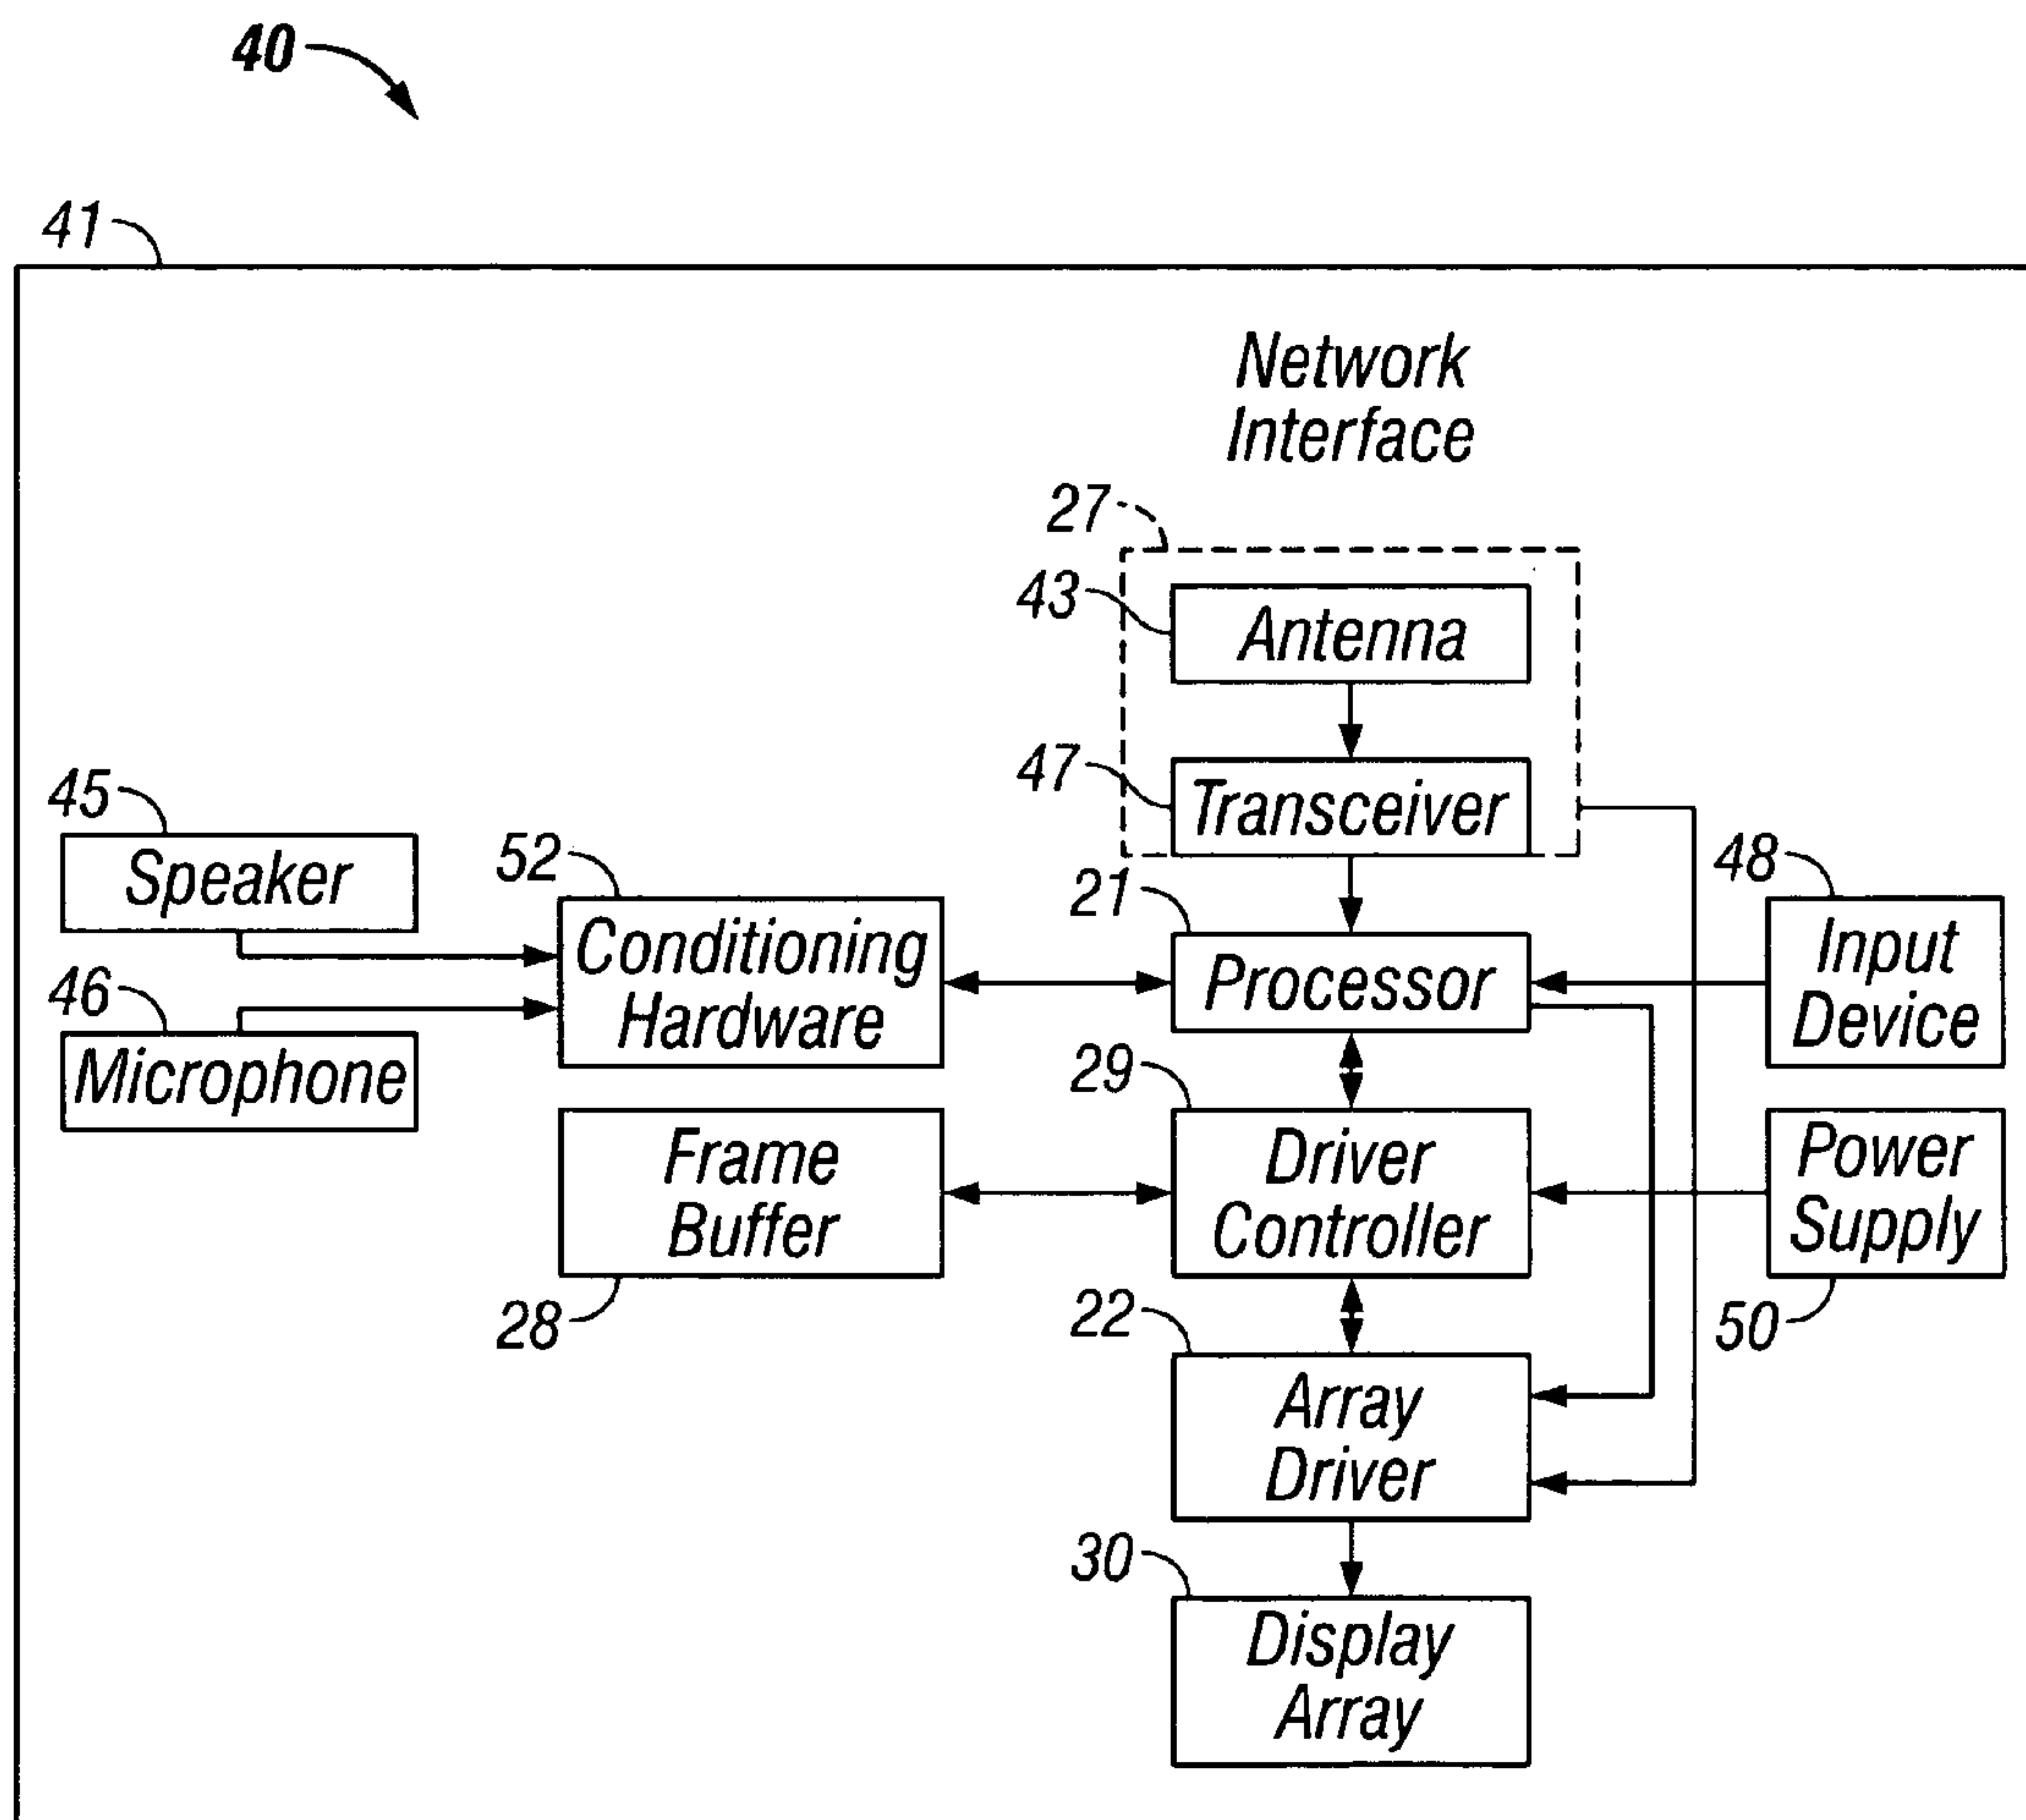 40
41
Network
Interface
27
43
Antenna
47
Transceiver
45
Speaker
52
Conditioning
Hardware
21
Processor
48
Input
Device
46
Microphone
29
Driver
Controller
Frame
Buffer
28
Power
Supply
50
22
Array
Driver
30
Display
Array